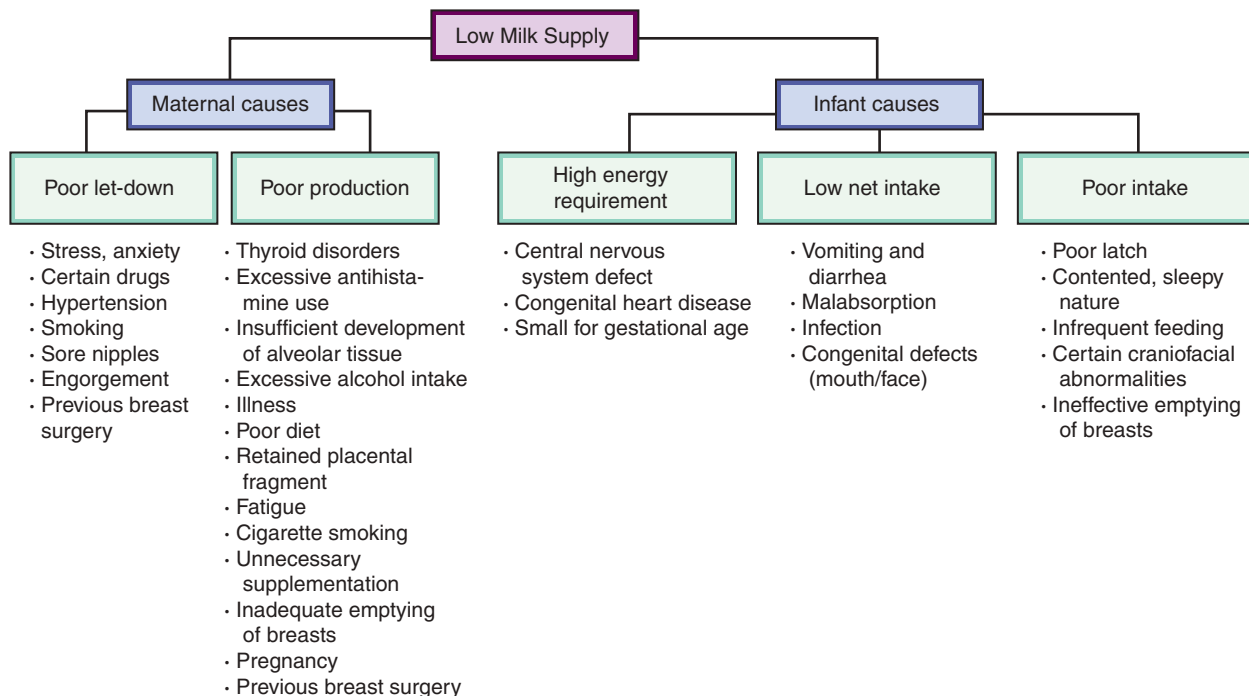 Low Milk Supply
Maternal causes
Infant causes
Poor let-down
Poor production
High energy
requirement
Low net intake
Poor intake
· Stress, anxiety
· Certain drugs
· Hypertension
· Smoking
· Sore nipples
· Engorgement
· Previous breast
surgery
· Thyroid disorders
· Excessive antihista-
mine use
· Insufficient development
of alveolar tissue
· Excessive alcohol intake
· Illness
· Poor diet
· Retained placental
fragment
· Fatigue
· Cigarette smoking
· Unnecessary
supplementation
· Inadequate emptying
of breasts
· Pregnancy
· Previous breast surgery
· Central nervous
system defect
· Congenital heart disease
· Small for gestational age
· Vomiting and
diarrhea
· Malabsorption
· Infection
· Congenital defects
(mouth/face)
· Poor latch
· Contented, sleepy
nature
· Infrequent feeding
· Certain craniofacial
abnormalities
· Ineffective emptying
of breasts